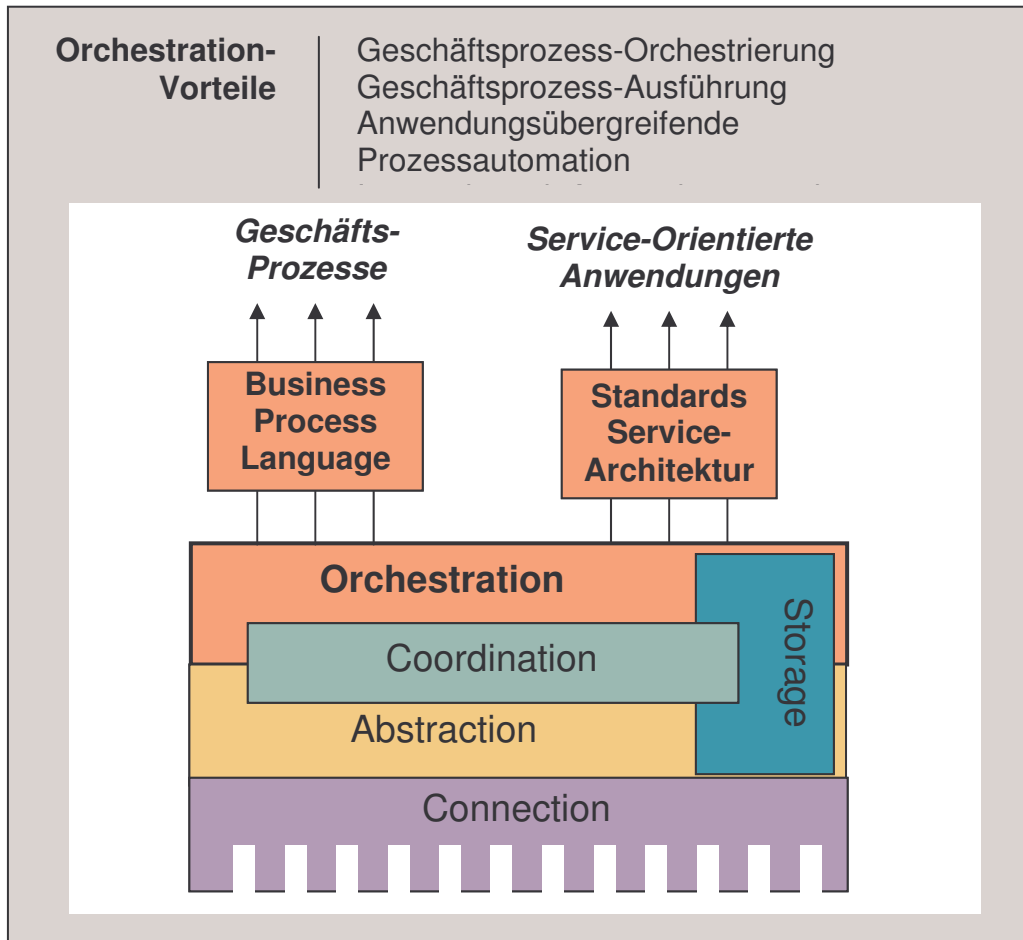 Orchestration-
Vorteile
Geschäftsprozess-Orchestrierung
Geschäftsprozess-Ausführung
Anwendungsübergreifende
Prozessautomation
Geschäfts-
Prozesse
Service-Orientierte
Anwendungen
Business
Process
Language
Standards
Service-
Architektur
Orchestration
Coordination
Storage
Abstraction
Connection